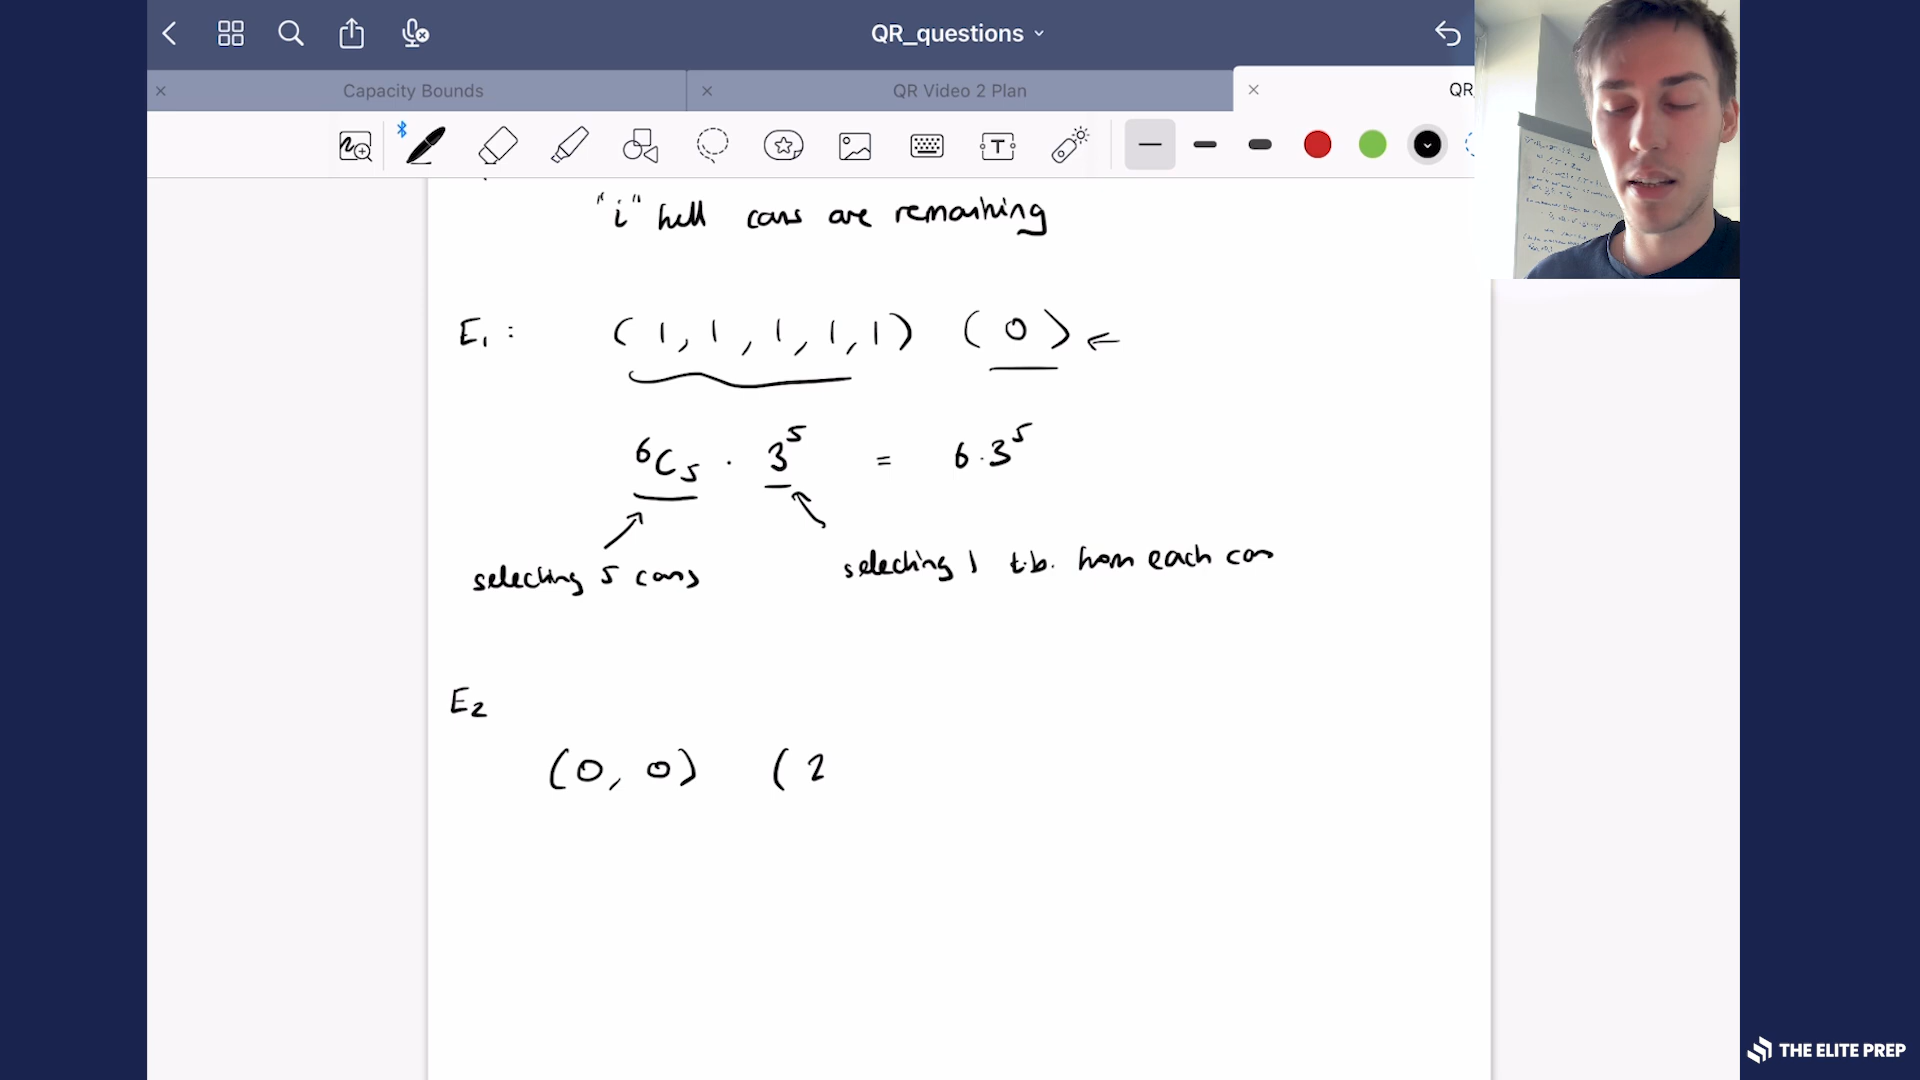 QR_questions
Capacity Bounds
QR Video 2 Plan
QR
T
"i" full cans are remaining
E₁ : (1, 1, 1, 1, 1) (0) ←
⁶C₅ · 3⁵ = 6·3⁵
selecting 5 cans
selecting 1 t.b. from each can
E₂
(0, 0) (2
THE ELITE PREP